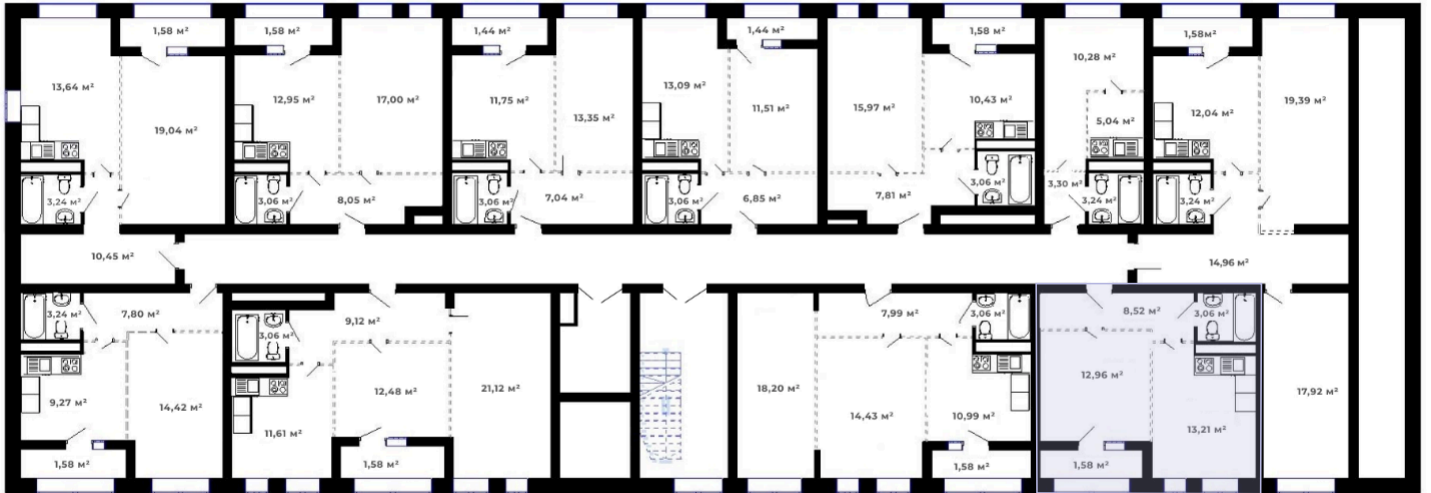 1,58 м²
1,58 м²
1,44 м²
1,44 м²
1,58 м²
1,58м²
13,64 м²
19,04 м²
12,95 м²
17,00 м²
11,75 м²
13,35 м²
13,09 м²
11,51 м²
15,97 м²
10,43 м²
10,28 м²
5,04 м²
12,04 м²
19,39 м²
3,24 м²
3,06 м²
8,05 м²
3,06 м²
7,04 м²
3,06 м²
6,85 м²
7,81 м²
3,06 м²
3,30 м²
3,24 м²
3,24 м²
10,45 м²
14,96 м²
3,24 м²
7,80 м²
3,06 м²
9,12 м²
7,99 м²
3,06 м²
8,52 м²
3,06 м²
9,27 м²
14,42 м²
11,61 м²
12,48 м²
21,12 м²
18,20 м²
14,43 м²
10,99 м²
12,96 м²
13,21 м²
17,92 м²
1,58 м²
1,58 м²
1,58 м²
1,58 м²